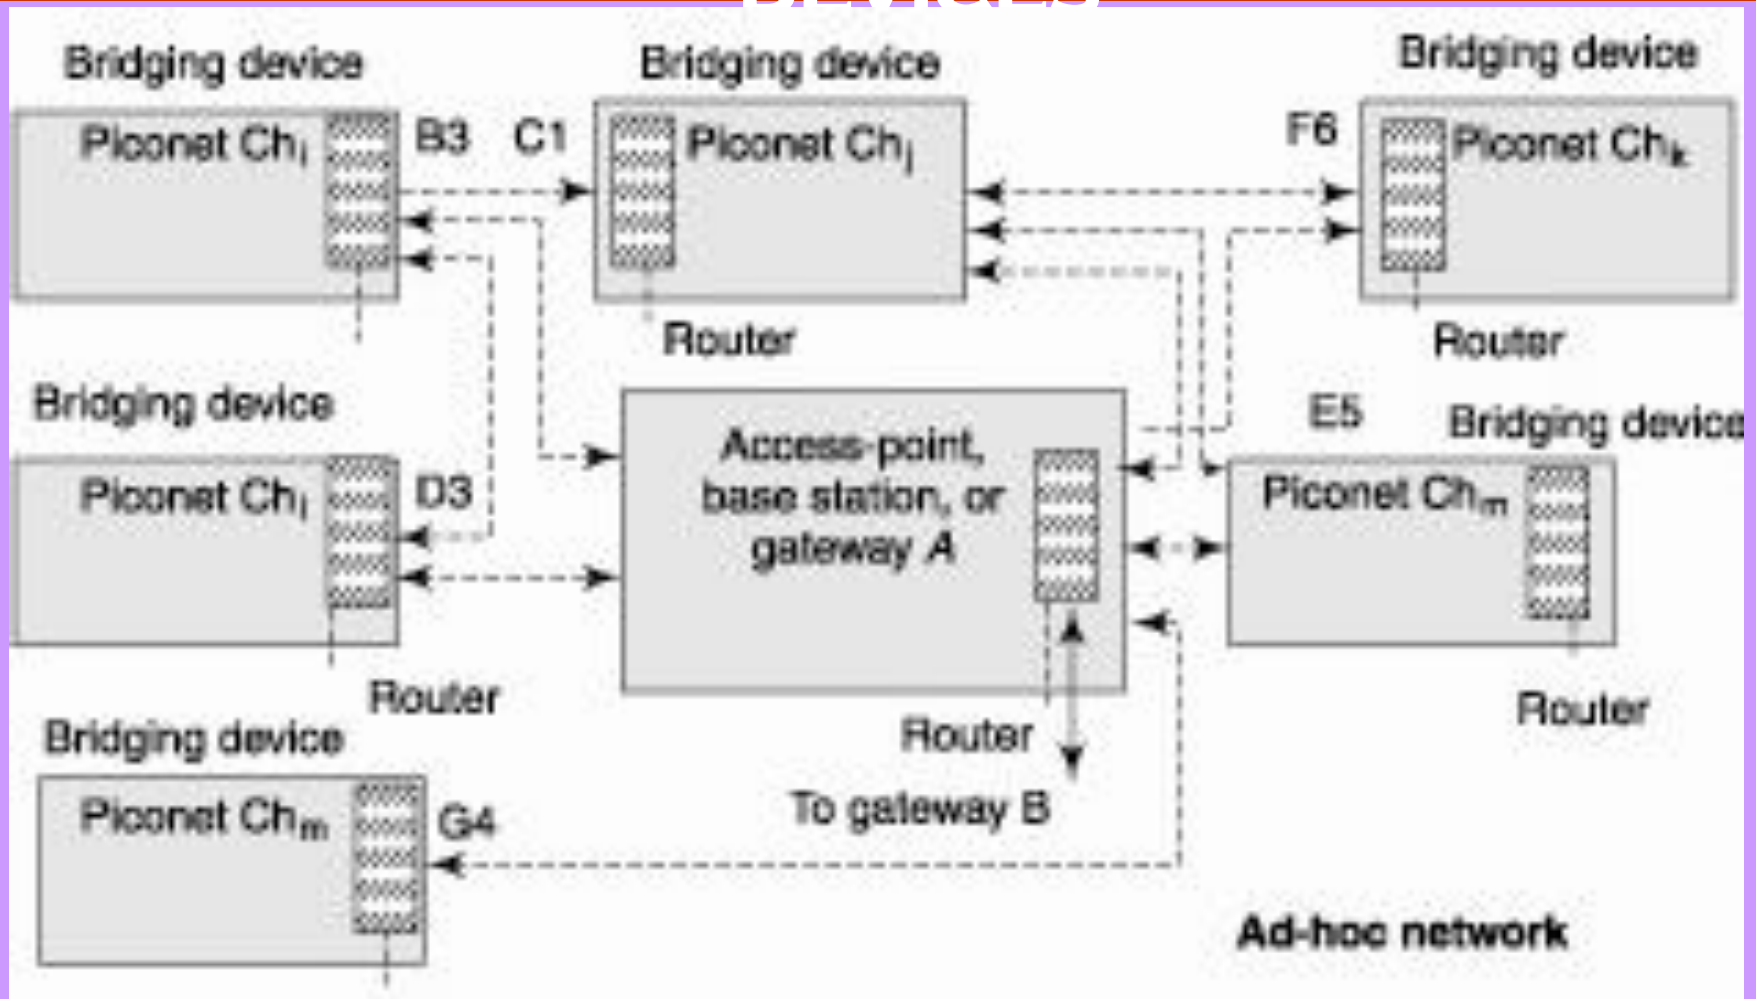 Bridging device
Bridging device
Bridging device
Piconet Chi
B3
C1
Piconet Chj
F6
Piconet Chk
Router
Router
Bridging device
E5
Bridging device
Piconet Chj
D3
Access-point,
base station, or
gateway A
Piconet Chm
Router
Router
Router
Bridging device
To gateway B
Piconet Chm
G4
Ad-hoc network